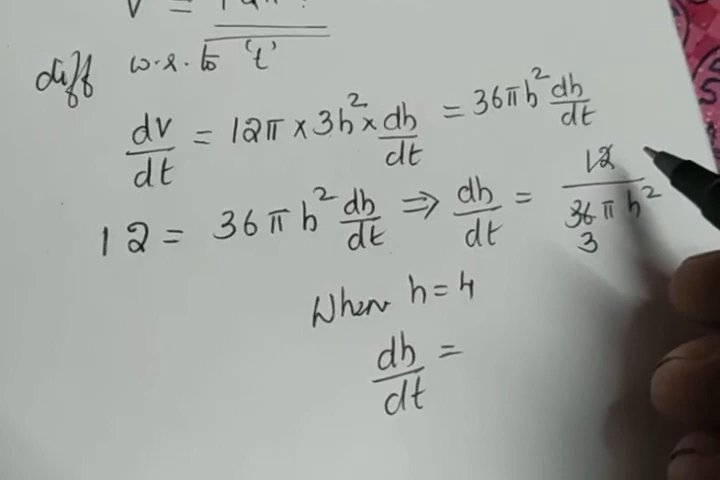 V =
diff w.r. to 't'
dv/dt = 12π × 3h² × dh/dt = 36πh² dh/dt
12 = 36πh² dh/dt ⇒ dh/dt = 12/36πh²
3
When h = 4
dh/dt =